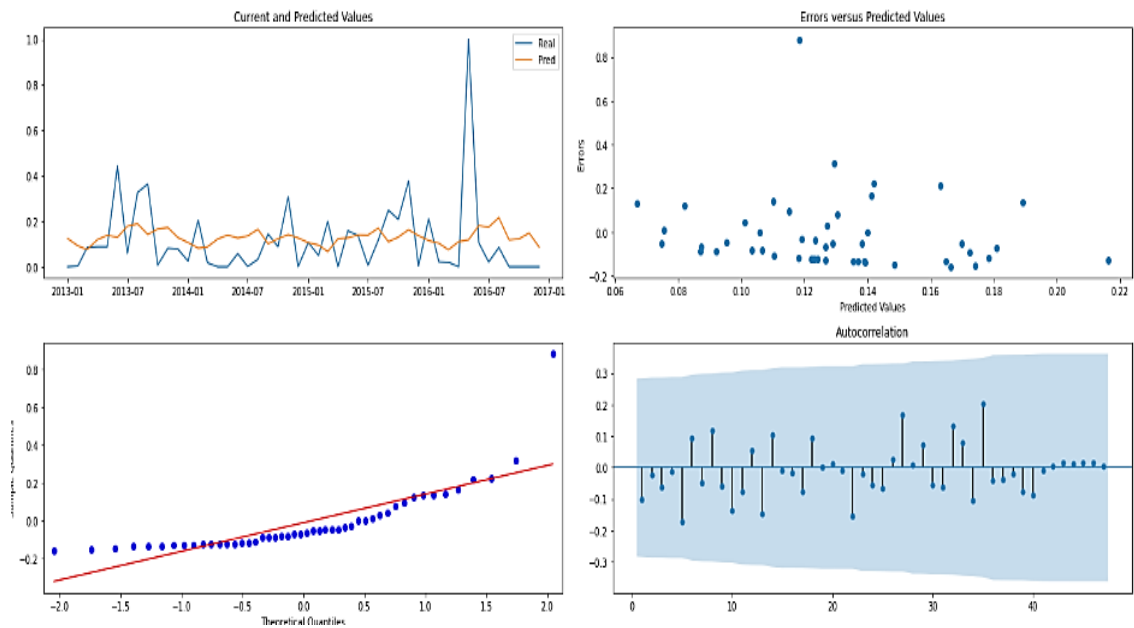 Current and Predicted Values
Real
Pred
1.0
0.8
0.6
0.4
0.2
0.0
2013-01 2013-07 2014-01 2014-07 2015-01 2015-07 2016-01 2016-07 2017-01
Errors versus Predicted Values
Errors
0.8
0.6
0.4
0.2
0.0
−0.2
0.06 0.08 0.10 0.12 0.14 0.16 0.18 0.20 0.22
Predicted Values
0.8
0.6
0.4
0.2
0.0
−0.2
−2.0 −1.5 −1.0 −0.5 0.0 0.5 1.0 1.5 2.0
Theoretical Quantiles
Autocorrelation
0.3
0.2
0.1
0.0
−0.1
−0.2
−0.3
0 10 20 30 40